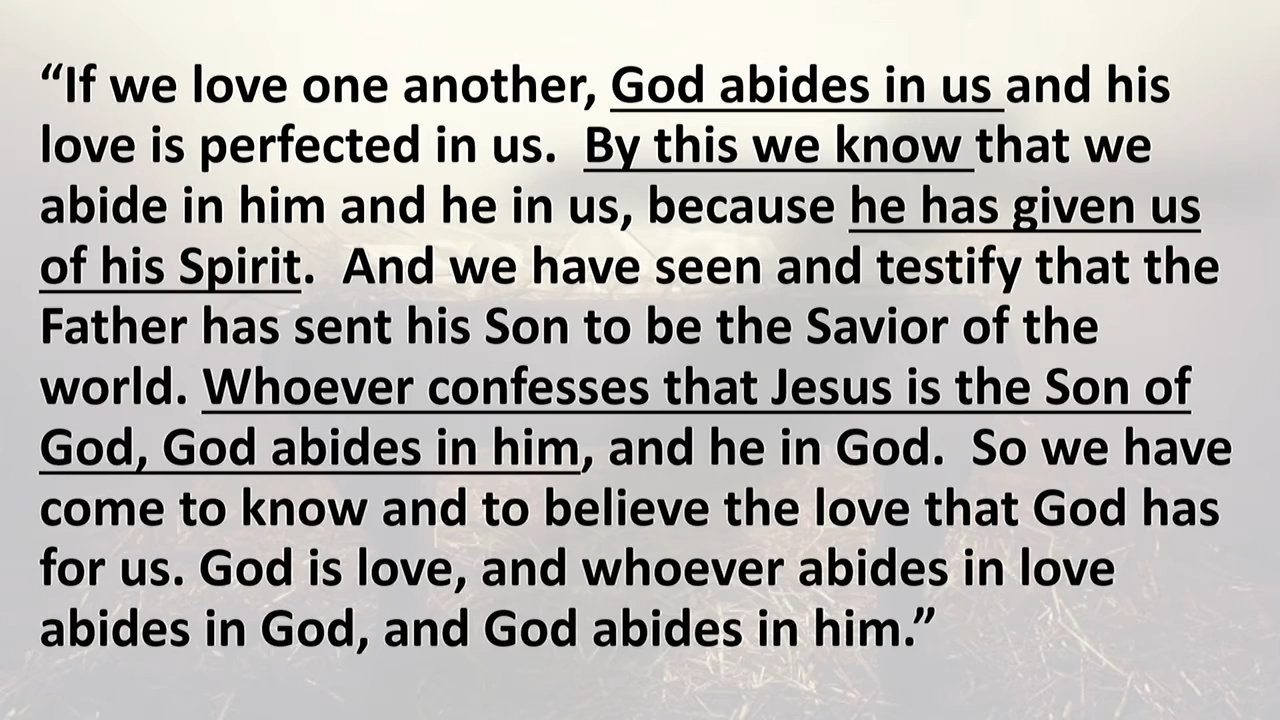 “If we love one another, God abides in us and his
love is perfected in us.  By this we know that we
abide in him and he in us, because he has given us
of his Spirit.  And we have seen and testify that the
Father has sent his Son to be the Savior of the
world. Whoever confesses that Jesus is the Son of
God, God abides in him, and he in God.  So we have
come to know and to believe the love that God has
for us. God is love, and whoever abides in love
abides in God, and God abides in him.”